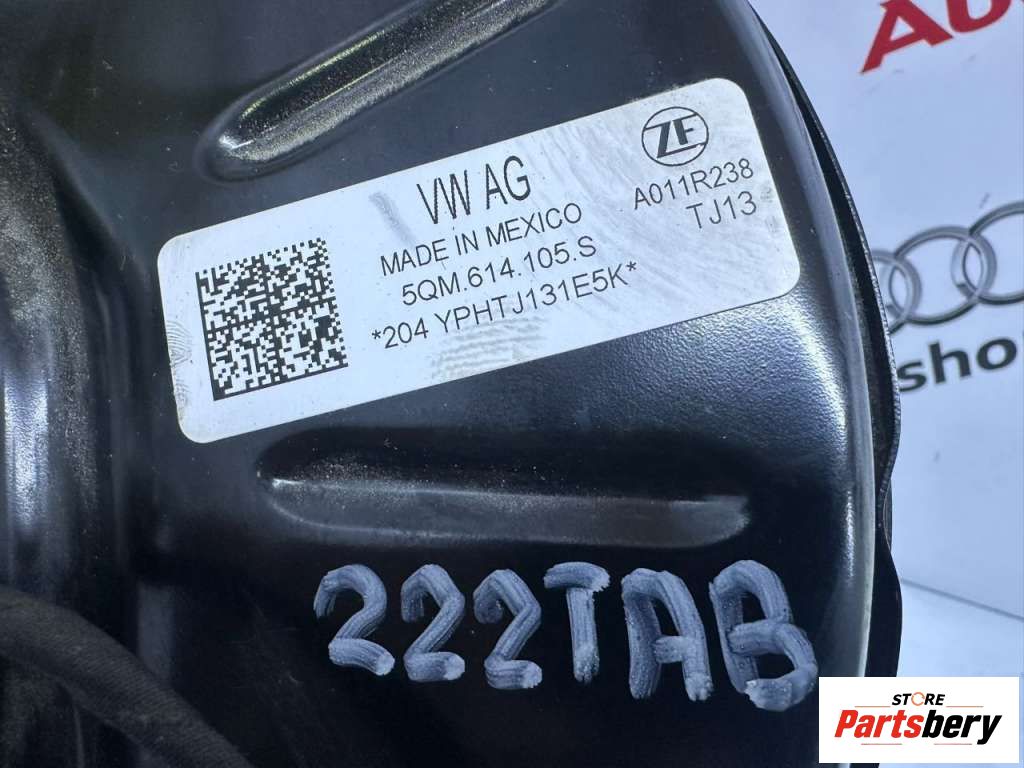 VW AG
MADE IN MEXICO
5QM.614.105.S
*204 YPHTJ131E5K*
ZF
A011R238
TJ13
222TAB
STORE
Partsbery